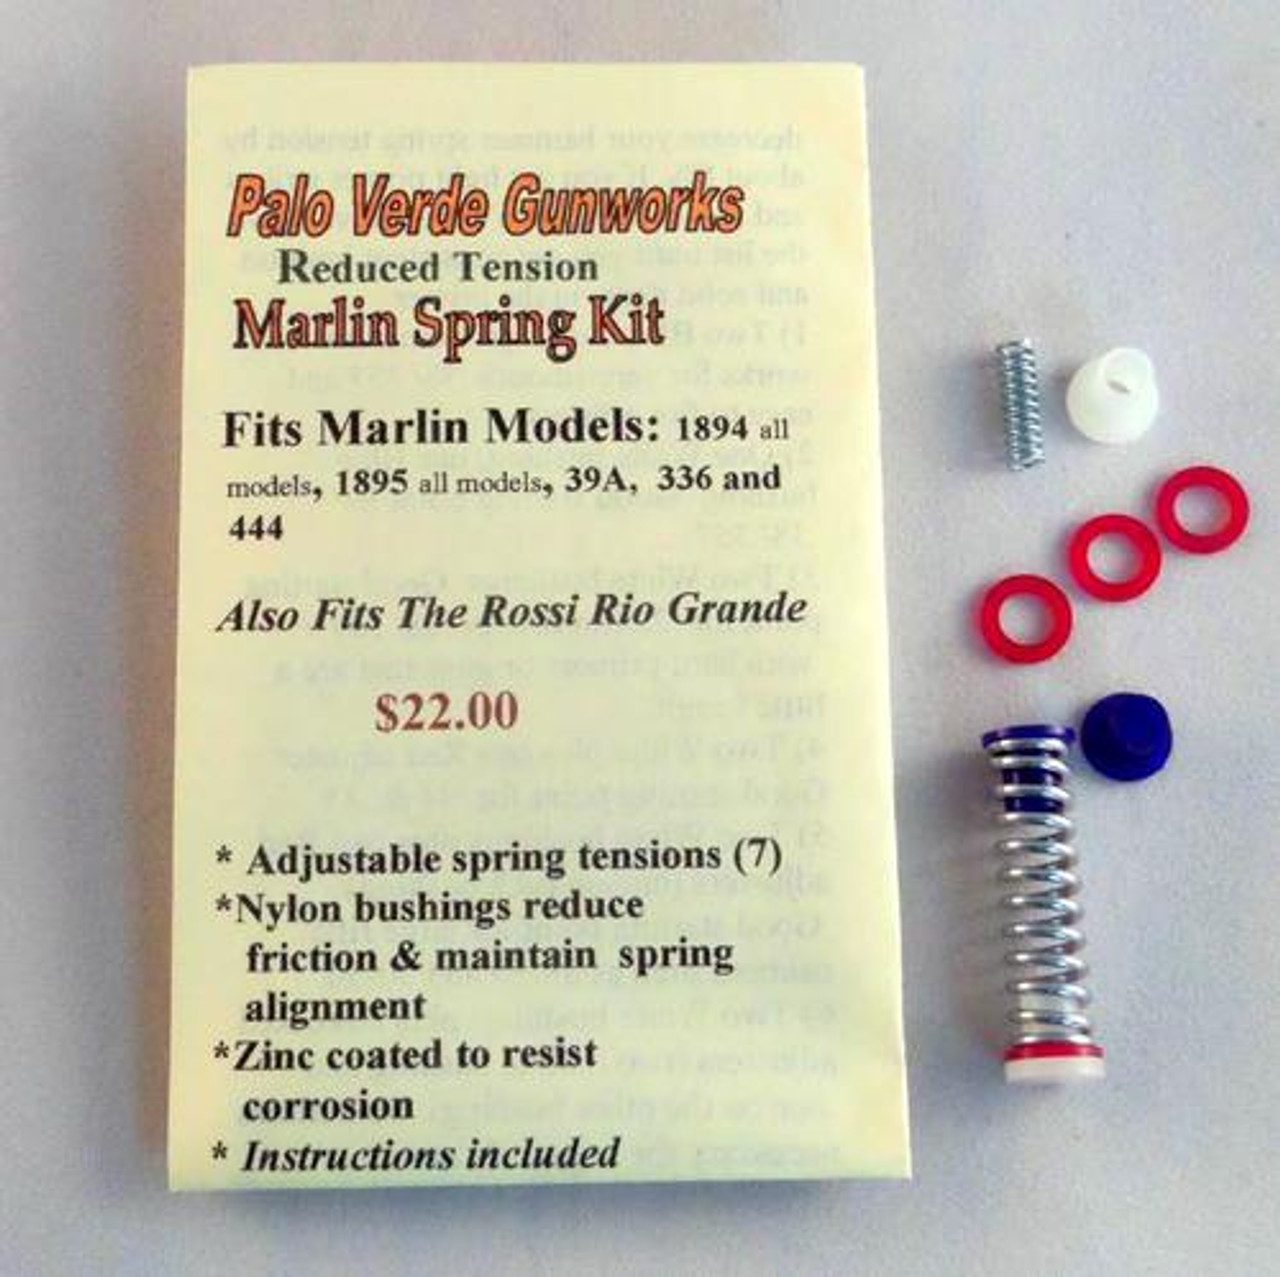 Palo Verde Gunworks
Reduced Tension
Marlin Spring Kit
Fits Marlin Models: 1894 all
models, 1895 all models, 39A, 336 and
444
Also Fits The Rossi Rio Grande
$22.00
* Adjustable spring tensions (7)
*Nylon bushings reduce
friction & maintain spring
alignment
*Zinc coated to resist
corrosion
* Instructions included